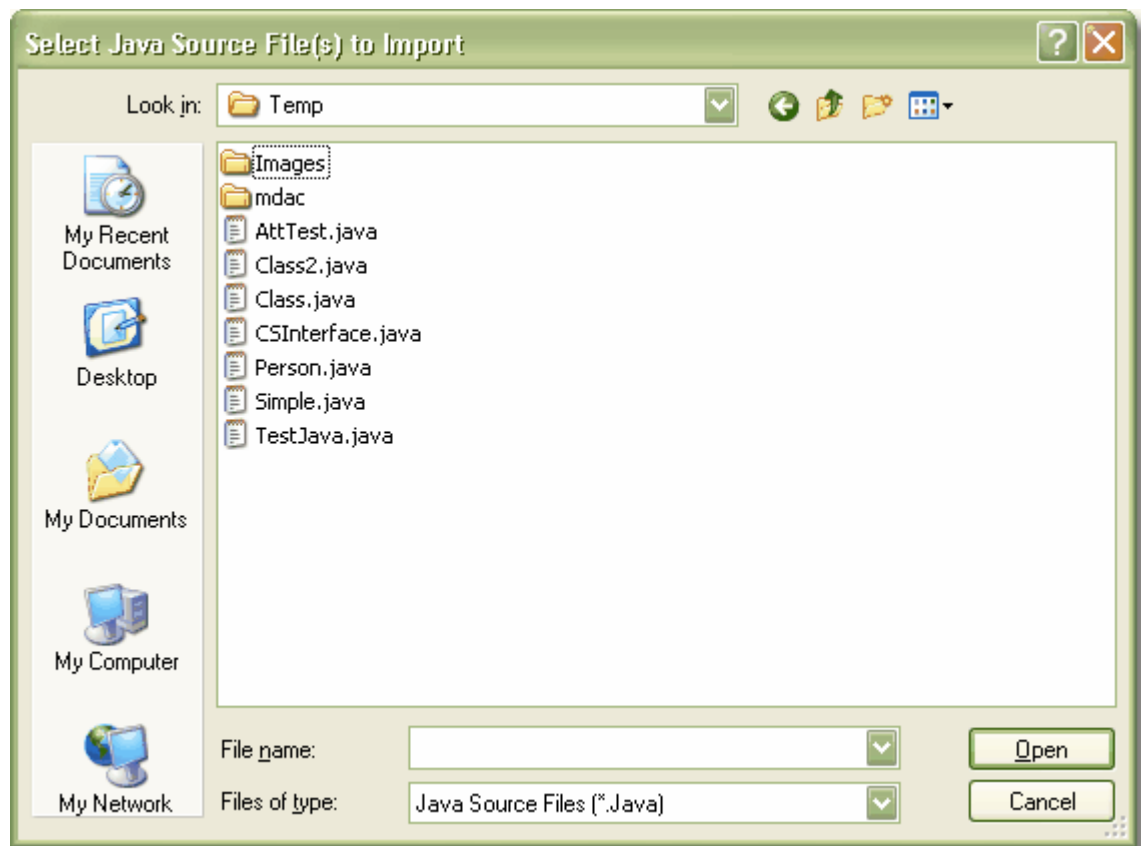 Select Java Source File(s) to Import
Look in:
Temp
My Recent
Documents
Desktop
My Documents
My Computer
My Network
Images
mdac
AttTest.java
Class2.java
Class.java
CSInterface.java
Person.java
Simple.java
TestJava.java
File name:
Open
Files of type:
Java Source Files (*.Java)
Cancel